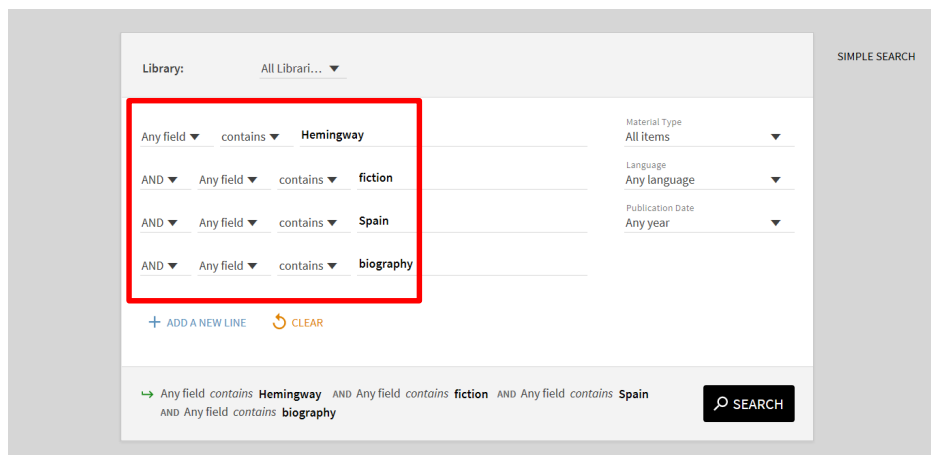 Library: All Librari...
SIMPLE SEARCH
Any field contains Hemingway
AND Any field contains fiction
AND Any field contains Spain
AND Any field contains biography
Material Type
All items
Language
Any language
Publication Date
Any year
+ ADD A NEW LINE CLEAR
Any field contains Hemingway AND Any field contains fiction AND Any field contains Spain
AND Any field contains biography
SEARCH